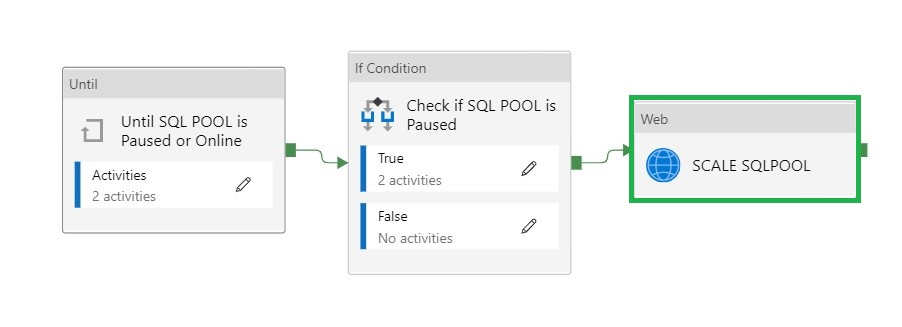 Until
Until SQL POOL is
Paused or Online
Activities
2 activities
If Condition
Check if SQL POOL is
Paused
True
2 activities
False
No activities
Web
SCALE SQLPOOL